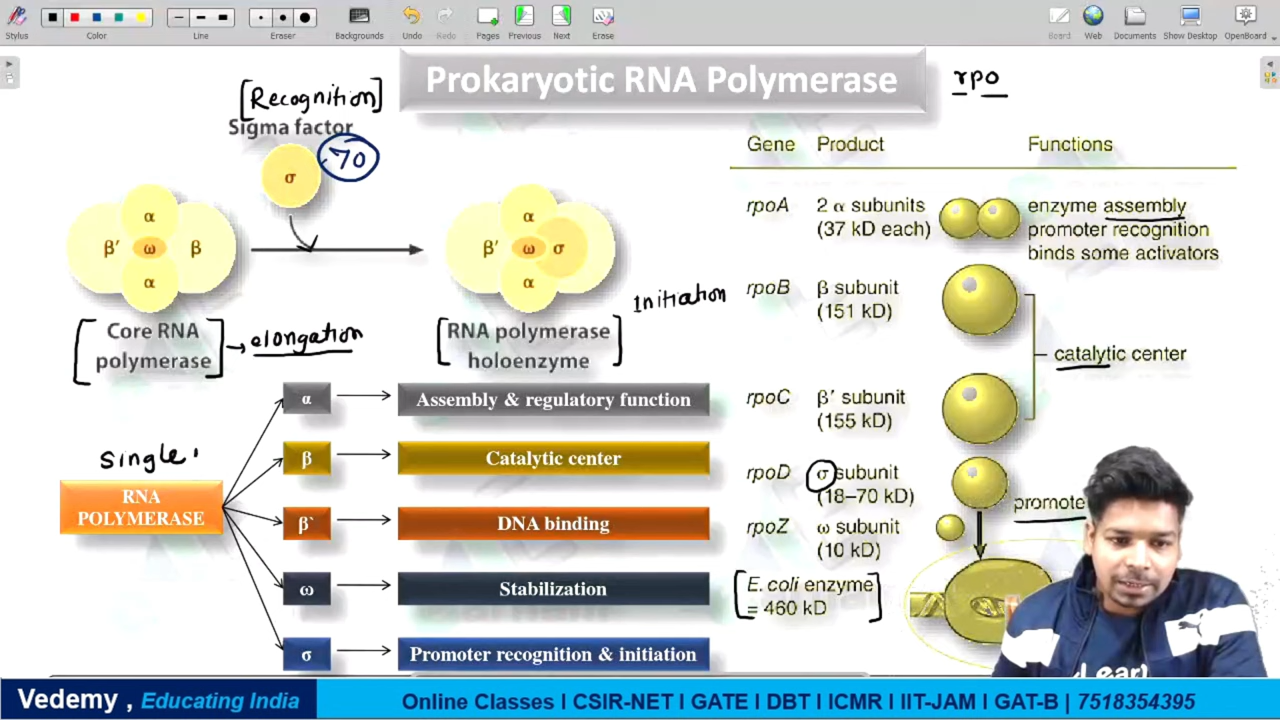 Stylus
Color
Line
Eraser
Backgrounds
Undo
Redo
Pages
Previous
Next
Erase
Board
Web
Documents
Show Desktop
OpenBoard
Prokaryotic RNA Polymerase
rpo
[Recognition]
Sigma factor
70
σ
α
β′ ω β
α
α
β′ ω σ
α
[Core RNA
polymerase]
→ elongation
[RNA polymerase
holoenzyme]
Initiation
single
RNA
POLYMERASE
α Assembly & regulatory function
β Catalytic center
β` DNA binding
ω Stabilization
σ Promoter recognition & initiation
Gene Product Functions
rpoA 2 α subunits
(37 kD each)
enzyme assembly
promoter recognition
binds some activators
rpoB β subunit
(151 kD)
catalytic center
rpoC β′ subunit
(155 kD)
rpoD σ subunit
(18–70 kD)
promote
rpoZ ω subunit
(10 kD)
[E. coli enzyme
= 460 kD]
Learn
Vedemy , Educating India
Online Classes I CSIR-NET I GATE I DBT I ICMR I IIT-JAM I GAT-B | 7518354395